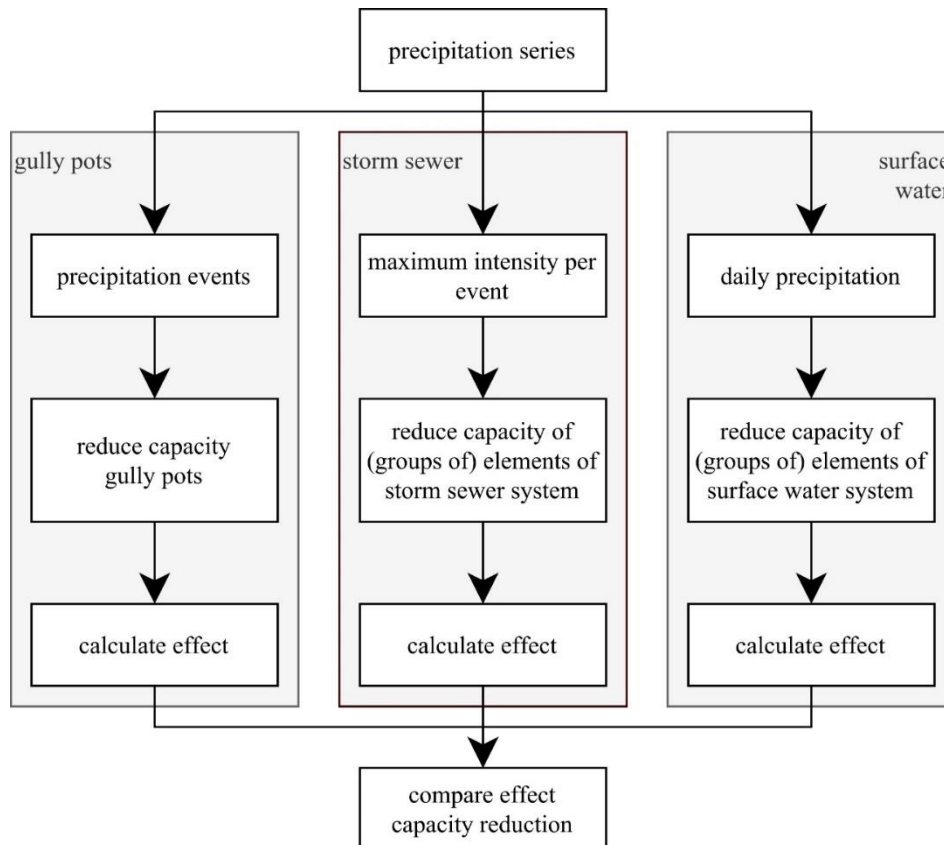 precipitation series
gully pots
precipitation events
reduce capacity
gully pots
calculate effect
storm sewer
maximum intensity per
event
reduce capacity of
(groups of) elements of
storm sewer system
calculate effect
surface
water
daily precipitation
reduce capacity of
(groups of) elements of
surface water system
calculate effect
compare effect
capacity reduction